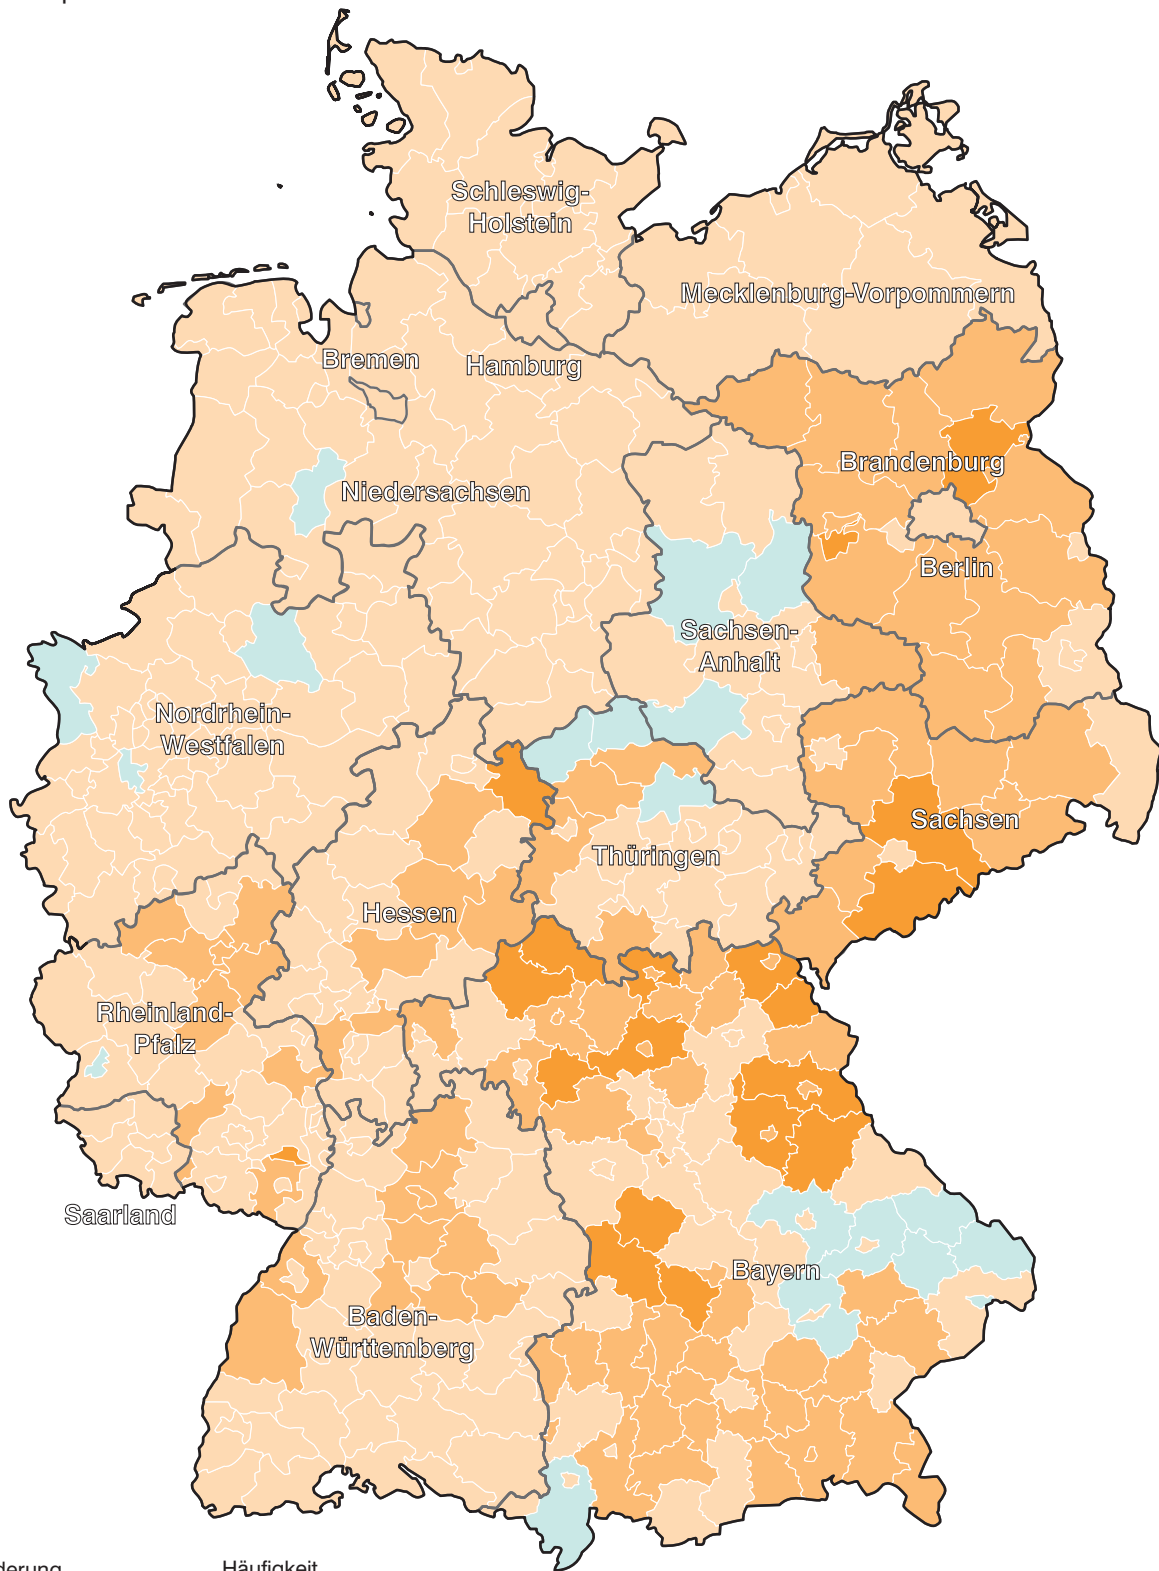 Schleswig-
Holstein
Mecklenburg-Vorpommern
Bremen
Hamburg
Brandenburg
Niedersachsen
Berlin
Sachsen-
Anhalt
Nordrhein-
Westfalen
Sachsen
Thüringen
Hessen
Rheinland-
Pfalz
Saarland
Bayern
Baden-
Württemberg
Häufigkeit